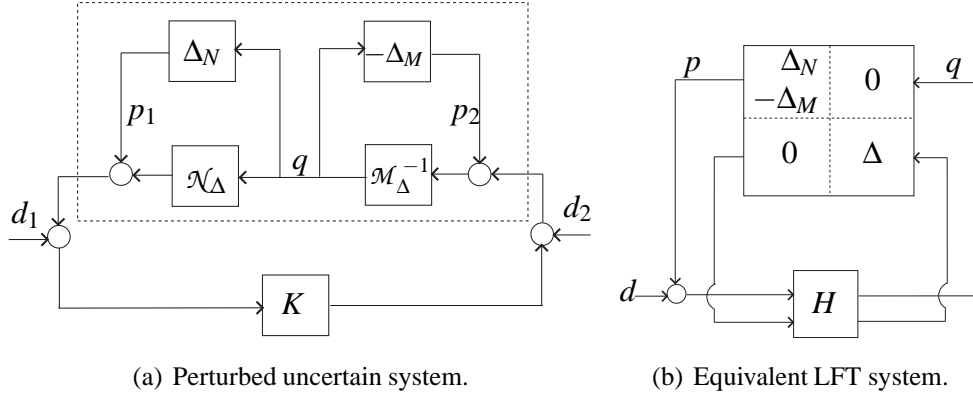 Δ_N
−Δ_M
p_1
p_2
𝒩_Δ
q
ℳ_Δ^{−1}
d_1
d_2
K
(a) Perturbed uncertain system.
p
Δ_N
−Δ_M
0
q
0
Δ
d
H
(b) Equivalent LFT system.